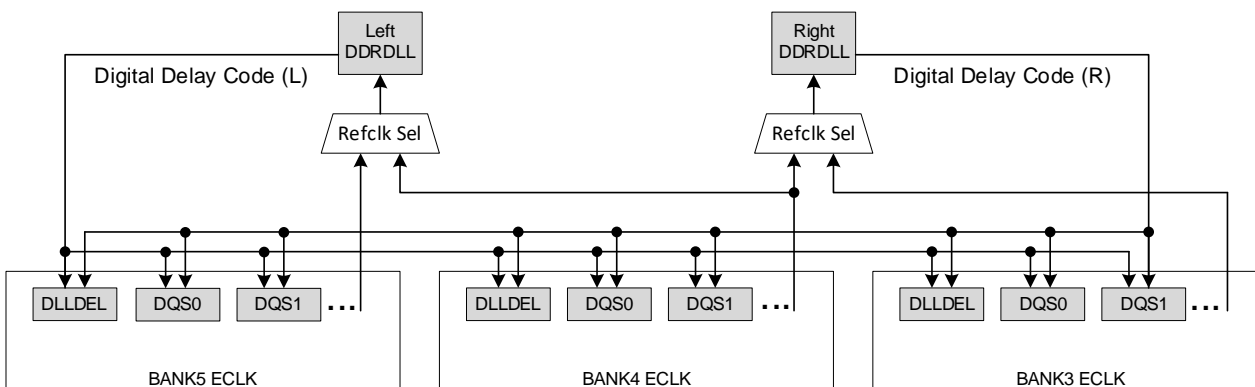 Left
DDRDLL
Right
DDRDLL
Digital Delay Code (L)
Digital Delay Code (R)
Refclk Sel
Refclk Sel
DLLDEL
DQS0
DQS1
...
DLLDEL
DQS0
DQS1
...
DLLDEL
DQS0
DQS1
...
BANK5 ECLK
BANK4 ECLK
BANK3 ECLK